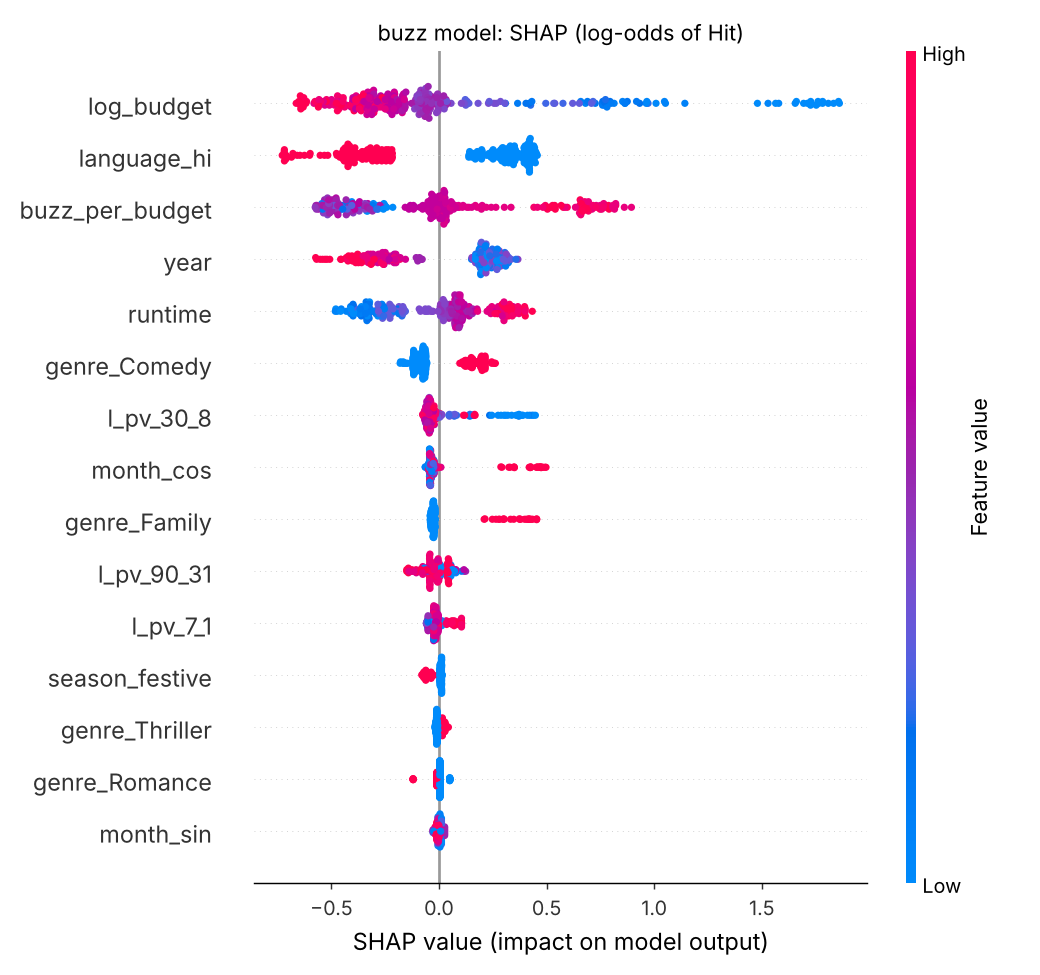 buzz model: SHAP (log-odds of Hit)
High
log_budget
language_hi
buzz_per_budget
year
runtime
genre_Comedy
l_pv_30_8
month_cos
genre_Family
l_pv_90_31
l_pv_7_1
season_festive
genre_Thriller
genre_Romance
month_sin
Feature value
Low
−0.5 0.0 0.5 1.0 1.5
SHAP value (impact on model output)